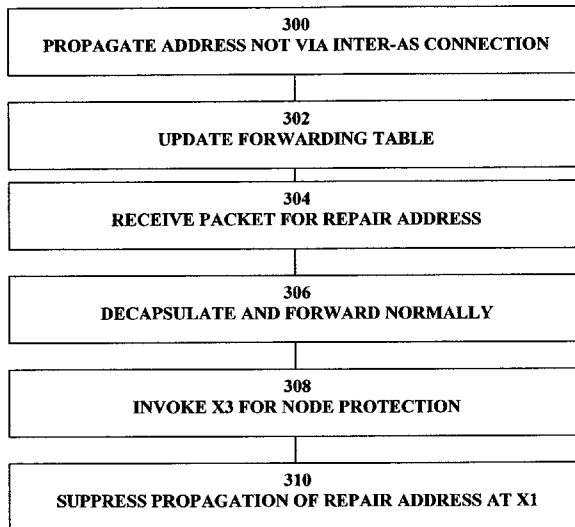 300
PROPAGATE ADDRESS NOT VIA INTER-AS CONNECTION
302
UPDATE FORWARDING TABLE
304
RECEIVE PACKET FOR REPAIR ADDRESS
306
DECAPSULATE AND FORWARD NORMALLY
308
INVOKE X3 FOR NODE PROTECTION
310
SUPPRESS PROPAGATION OF REPAIR ADDRESS AT X1